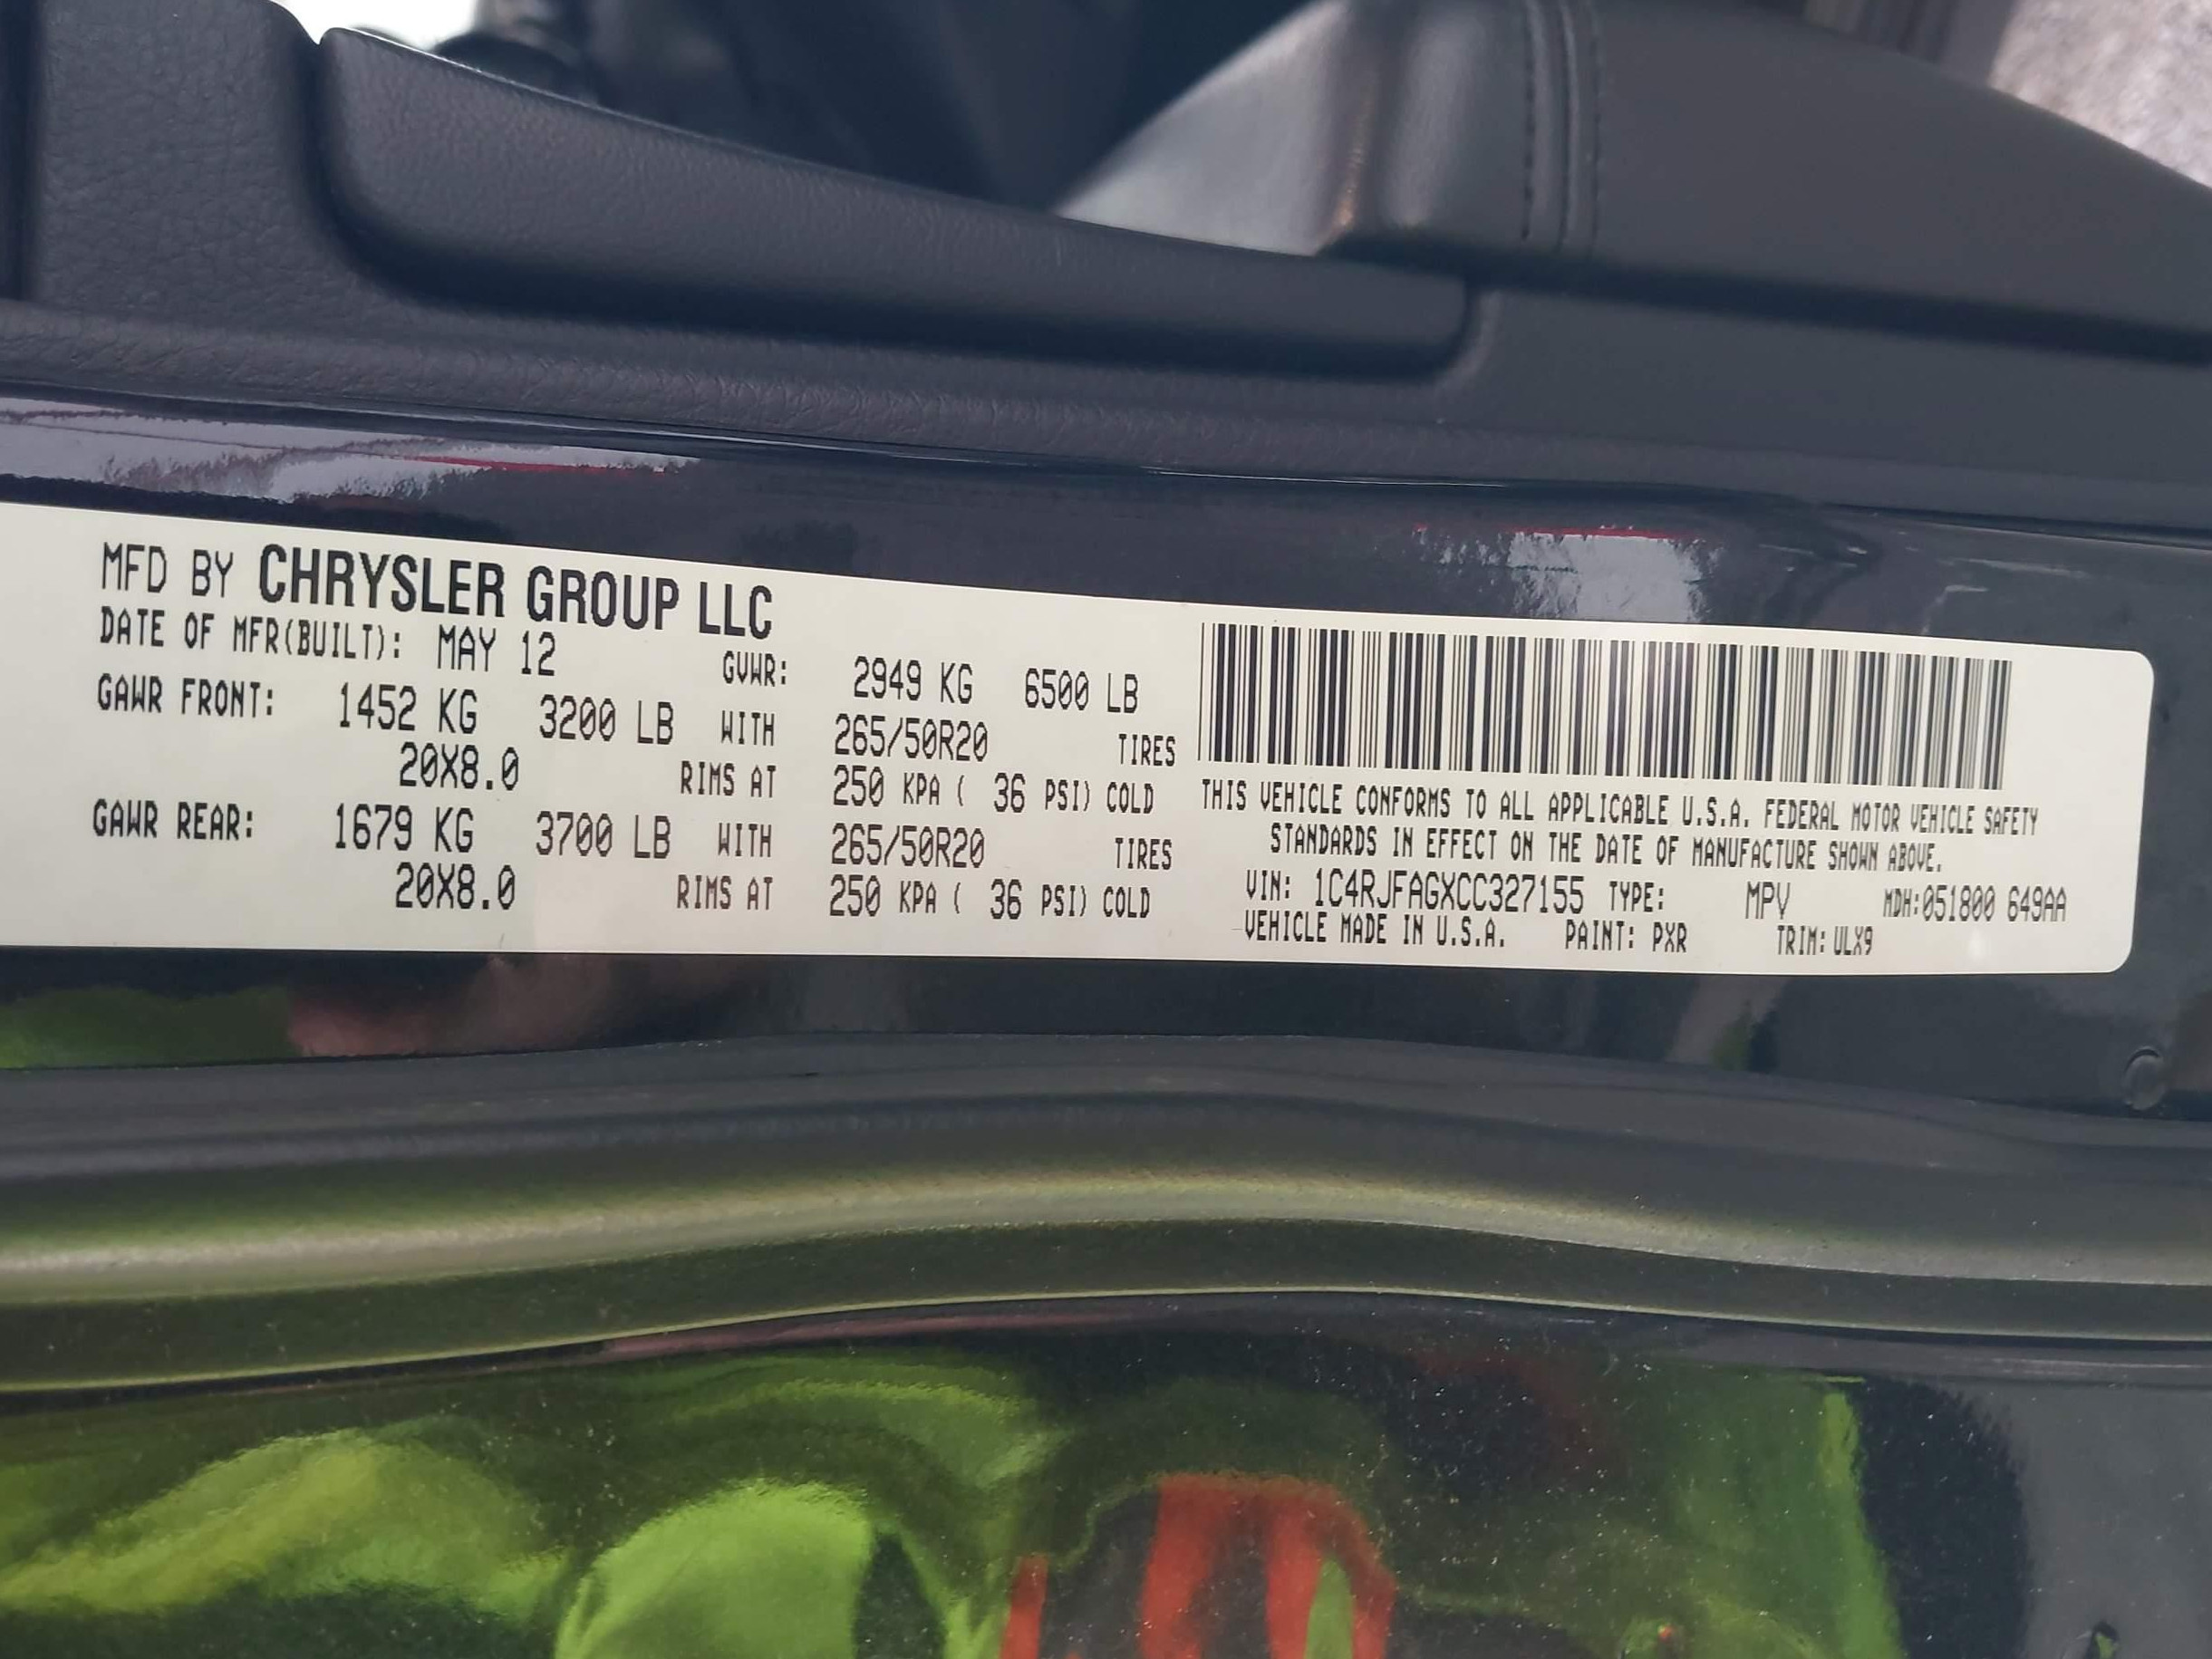 MFD BY CHRYSLER GROUP LLC
DATE OF MFR(BUILT): MAY 12 GVWR: 2949 KG 6500 LB
GAWR FRONT: 1452 KG 3200 LB WITH 265/50R20 TIRES
20X8.0 RIMS AT 250 KPA ( 36 PSI) COLD
GAWR REAR: 1679 KG 3700 LB WITH 265/50R20 TIRES
20X8.0 RIMS AT 250 KPA ( 36 PSI) COLD
THIS VEHICLE CONFORMS TO ALL APPLICABLE U.S.A. FEDERAL MOTOR VEHICLE SAFETY
STANDARDS IN EFFECT ON THE DATE OF MANUFACTURE SHOWN ABOVE.
VIN: 1C4RJFAGXCC327155 TYPE: MPV MDH:051800 649AA
VEHICLE MADE IN U.S.A. PAINT: PXR TRIM: ULX9